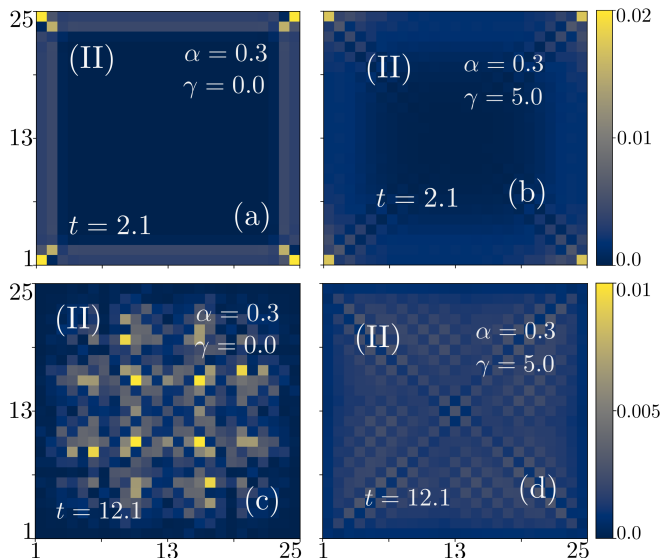 25
(II)
α = 0.3
γ = 0.0
13
t = 2.1
(a)
1
(II)
α = 0.3
γ = 5.0
t = 2.1
(b)
0.02
0.01
0.0
25
(II)
α = 0.3
γ = 0.0
13
t = 12.1
(c)
1
1
13
25
(II)
α = 0.3
γ = 5.0
t = 12.1
(d)
1
13
25
0.01
0.005
0.0